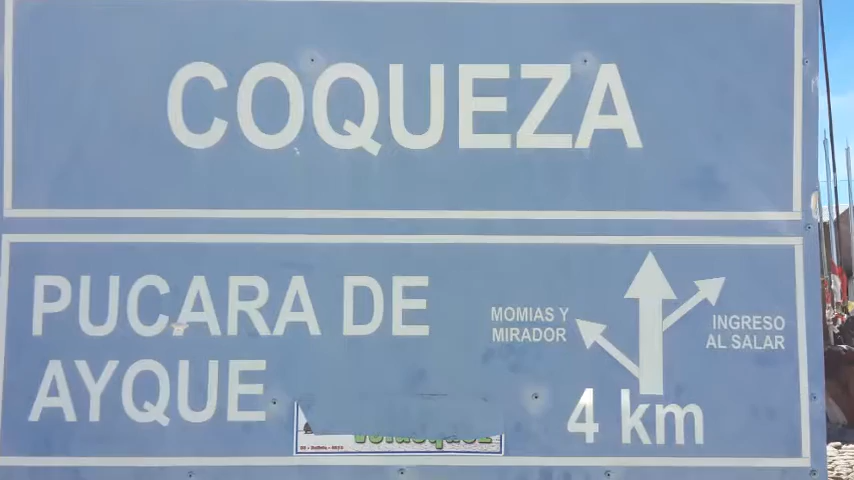 COQUEZA
PUCARA DE
AYQUE
MOMIAS Y
MIRADOR
INGRESO
AL SALAR
4 km